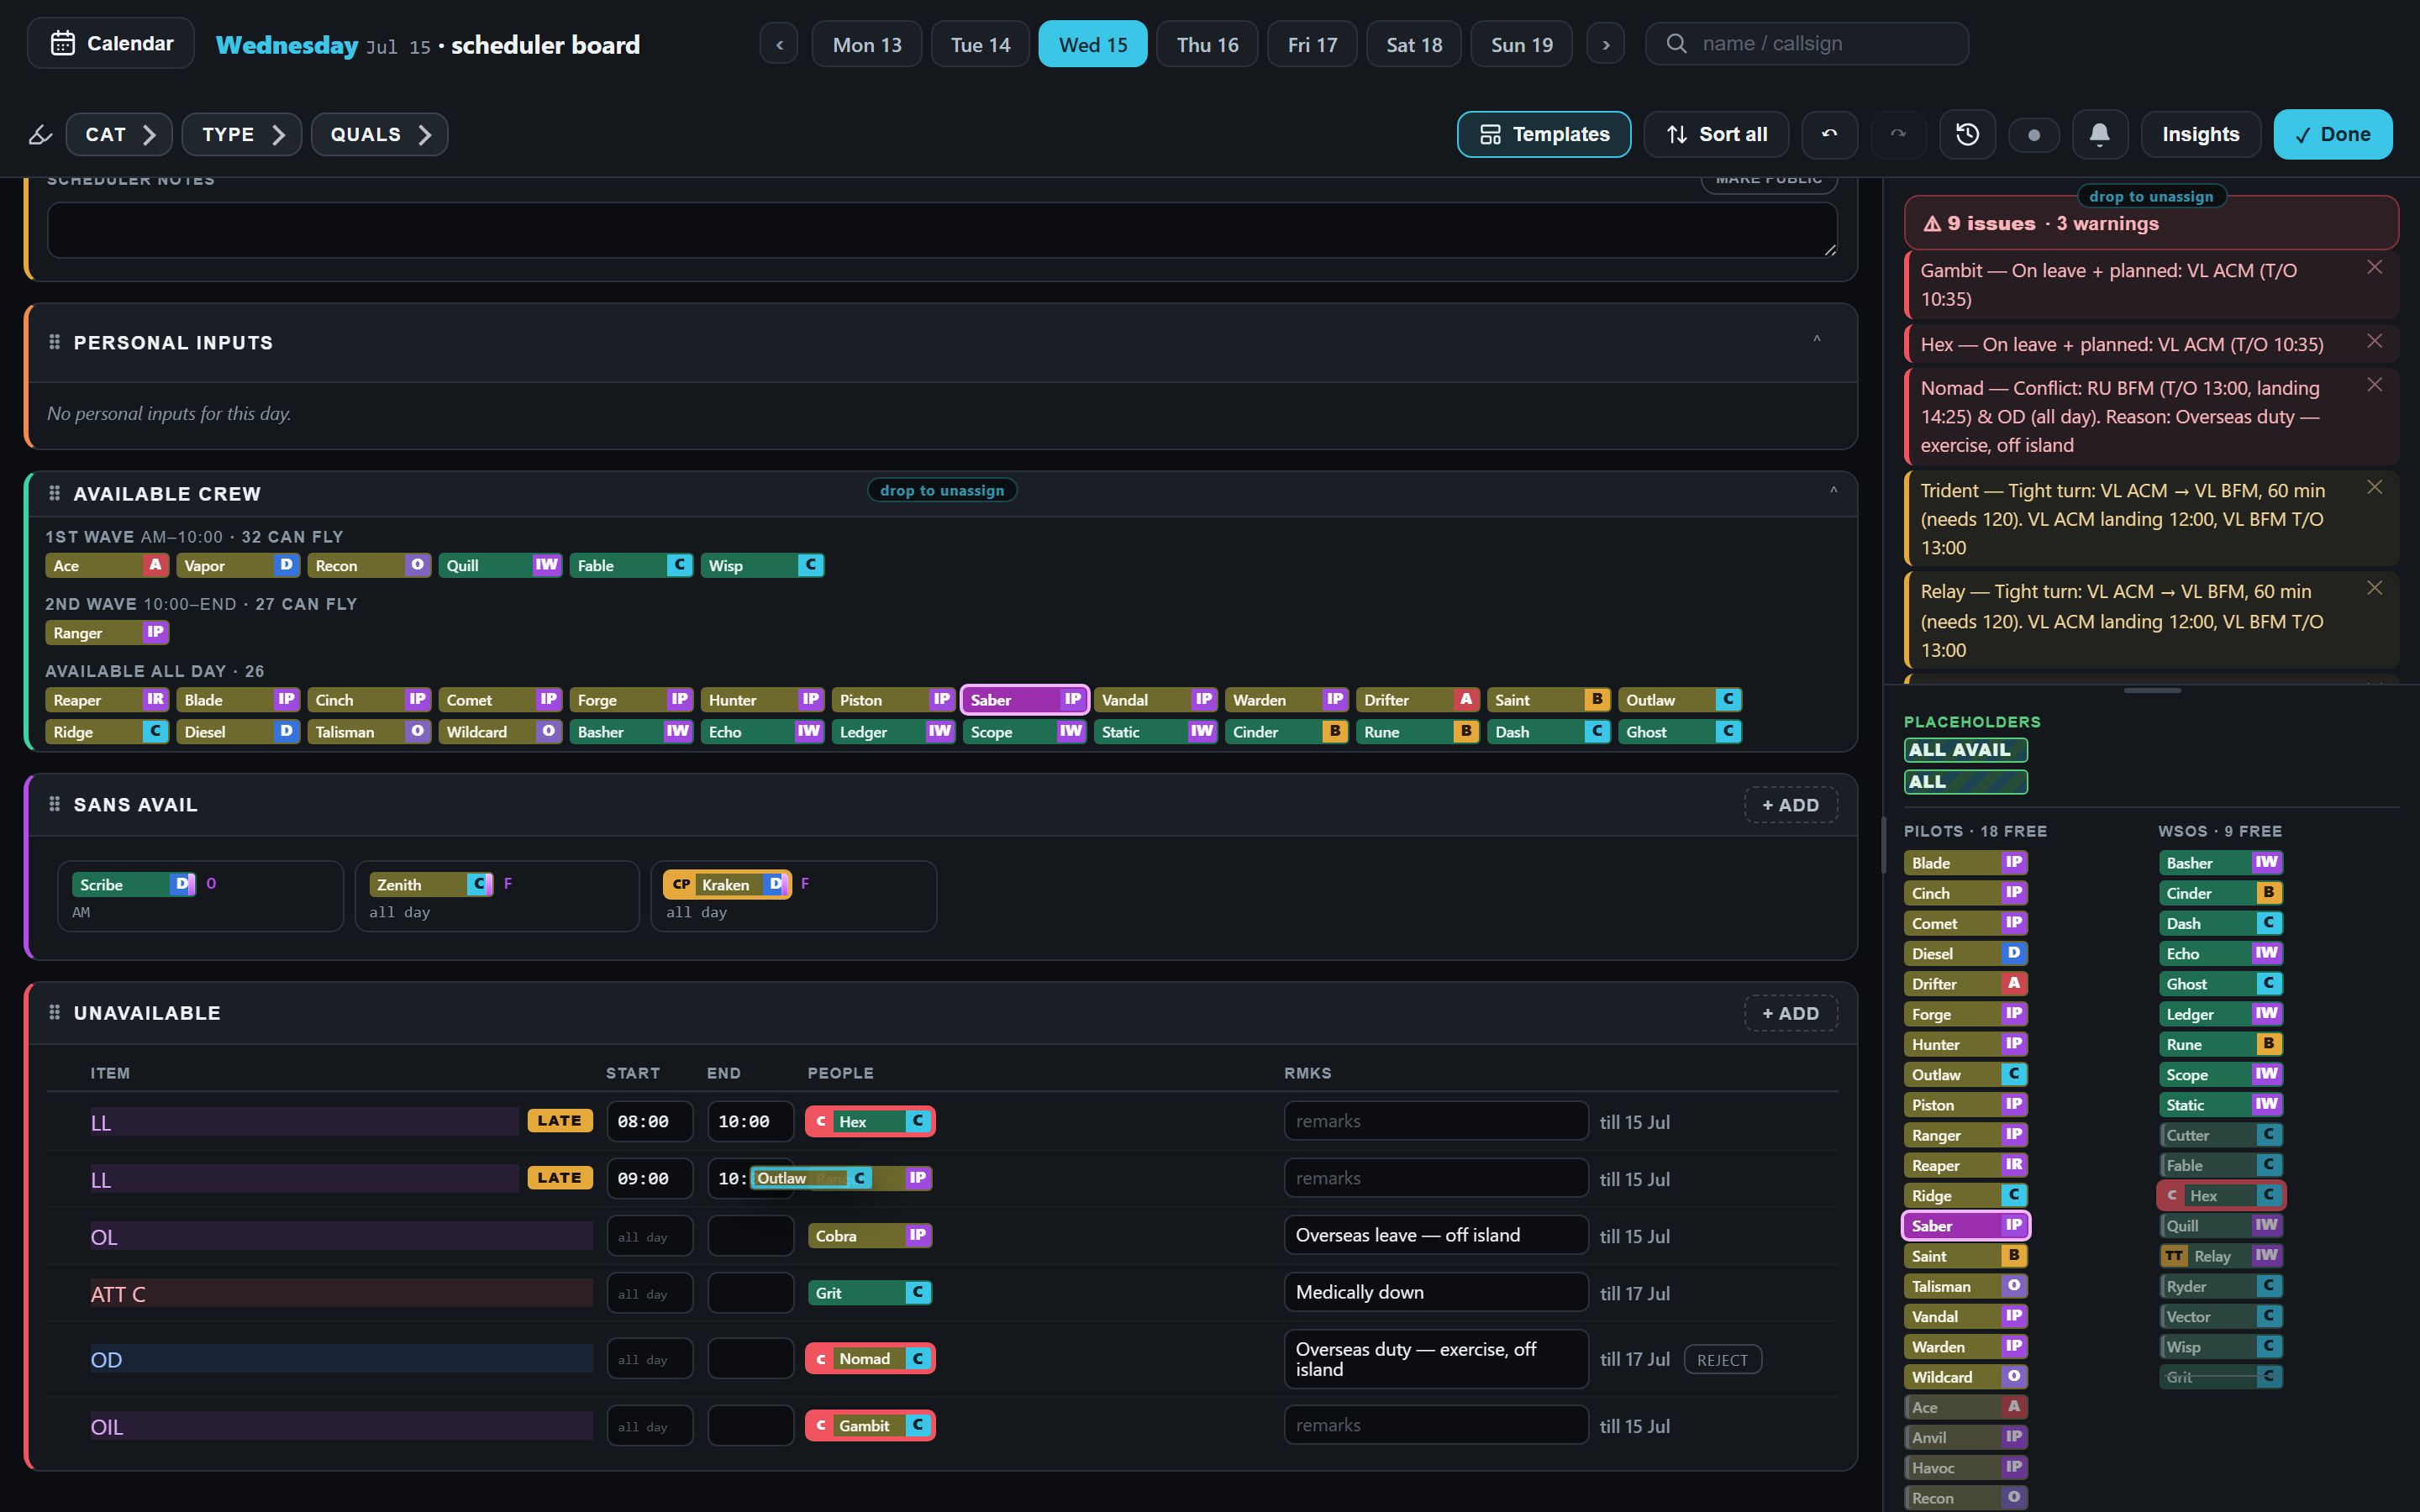 Calendar
Wednesday Jul 15 · scheduler board
‹ Mon 13 Tue 14 Wed 15 Thu 16 Fri 17 Sat 18 Sun 19 ›
name / callsign
CAT TYPE QUALS
Templates Sort all Insights ✓ Done
SCHEDULER NOTES
MAKE PUBLIC
PERSONAL INPUTS
No personal inputs for this day.
AVAILABLE CREW
drop to unassign
1ST WAVE AM–10:00 · 32 CAN FLY
Ace A Vapor D Recon O Quill IW Fable C Wisp C
2ND WAVE 10:00–END · 27 CAN FLY
Ranger IP
AVAILABLE ALL DAY · 26
Reaper IR Blade IP Cinch IP Comet IP Forge IP Hunter IP Piston IP Saber IP Vandal IP Warden IP Drifter A Saint B Outlaw C
Ridge C Diesel D Talisman O Wildcard O Basher IW Echo IW Ledger IW Scope IW Static IW Cinder B Rune B Dash C Ghost C
SANS AVAIL
+ ADD
Scribe D O
AM
Zenith C F
all day
CP Kraken D F
all day
UNAVAILABLE
+ ADD
ITEM START END PEOPLE RMKS
LL LATE 08:00 10:00 C Hex C remarks till 15 Jul
LL LATE 09:00 10: Outlaw C IP remarks till 15 Jul
OL all day Cobra IP Overseas leave — off island till 15 Jul
ATT C all day Grit C Medically down till 17 Jul
OD all day C Nomad C Overseas duty — exercise, off
island till 17 Jul REJECT
OIL all day C Gambit C remarks till 15 Jul
drop to unassign
⚠ 9 issues · 3 warnings
Gambit — On leave + planned: VL ACM (T/O
10:35)
Hex — On leave + planned: VL ACM (T/O 10:35)
Nomad — Conflict: RU BFM (T/O 13:00, landing
14:25) & OD (all day). Reason: Overseas duty —
exercise, off island
Trident — Tight turn: VL ACM → VL BFM, 60 min
(needs 120). VL ACM landing 12:00, VL BFM T/O
13:00
Relay — Tight turn: VL ACM → VL BFM, 60 min
(needs 120). VL ACM landing 12:00, VL BFM T/O
13:00
PLACEHOLDERS
ALL AVAIL
ALL
PILOTS · 18 FREE
Blade IP
Cinch IP
Comet IP
Diesel D
Drifter A
Forge IP
Hunter IP
Outlaw C
Piston IP
Ranger IP
Reaper IR
Ridge C
Saber IP
Saint B
Talisman O
Vandal IP
Warden IP
Wildcard O
Ace A
Anvil IP
Havoc IP
Recon O
WSOS · 9 FREE
Basher IW
Cinder B
Dash C
Echo IW
Ghost C
Ledger IW
Rune B
Scope IW
Static IW
Cutter C
Fable C
C Hex C
Quill IW
TT Relay IW
Ryder C
Vector C
Wisp C
Grit C